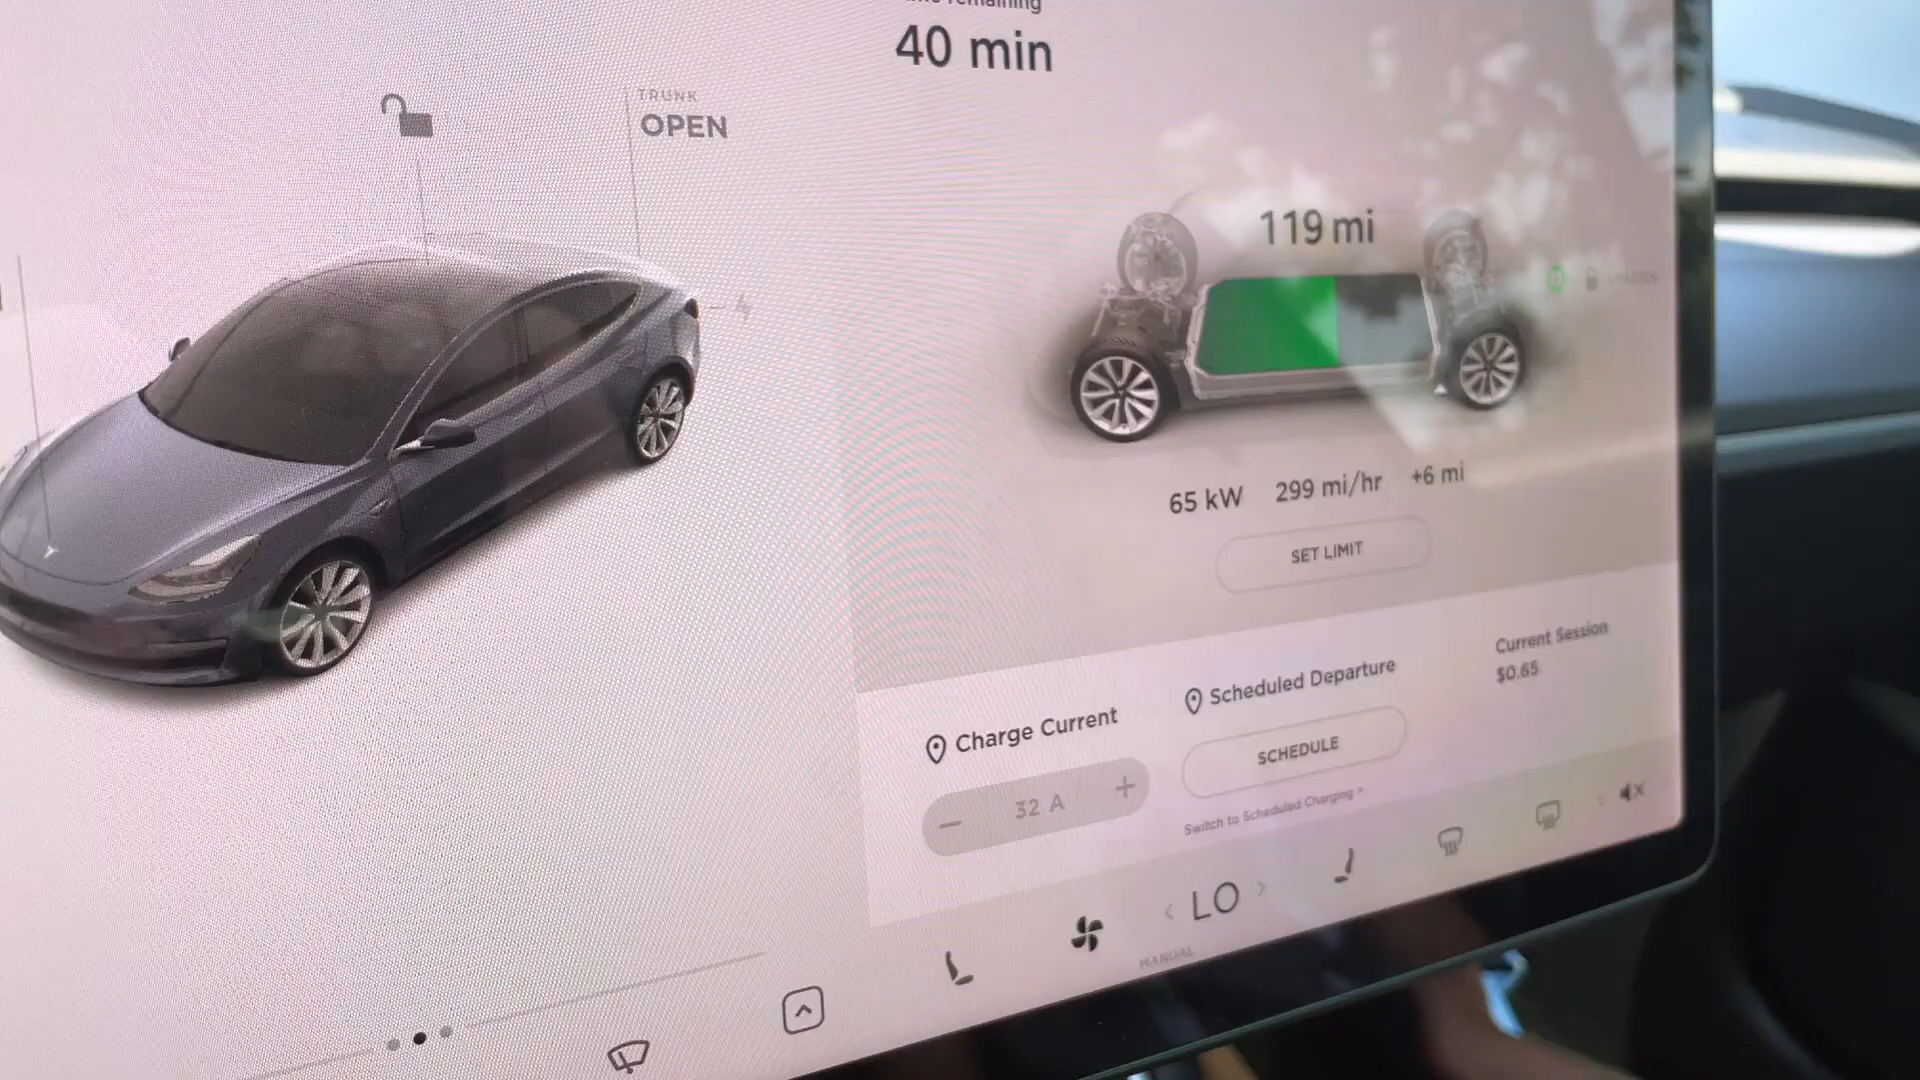 remaining
40 min
TRUNK
OPEN
119 mi
65 kW 299 mi/hr +6 mi
SET LIMIT
Charge Current
32 A
Scheduled Departure
SCHEDULE
Switch to Scheduled Charging >
Current Session
$0.65
< LO >
MANUAL